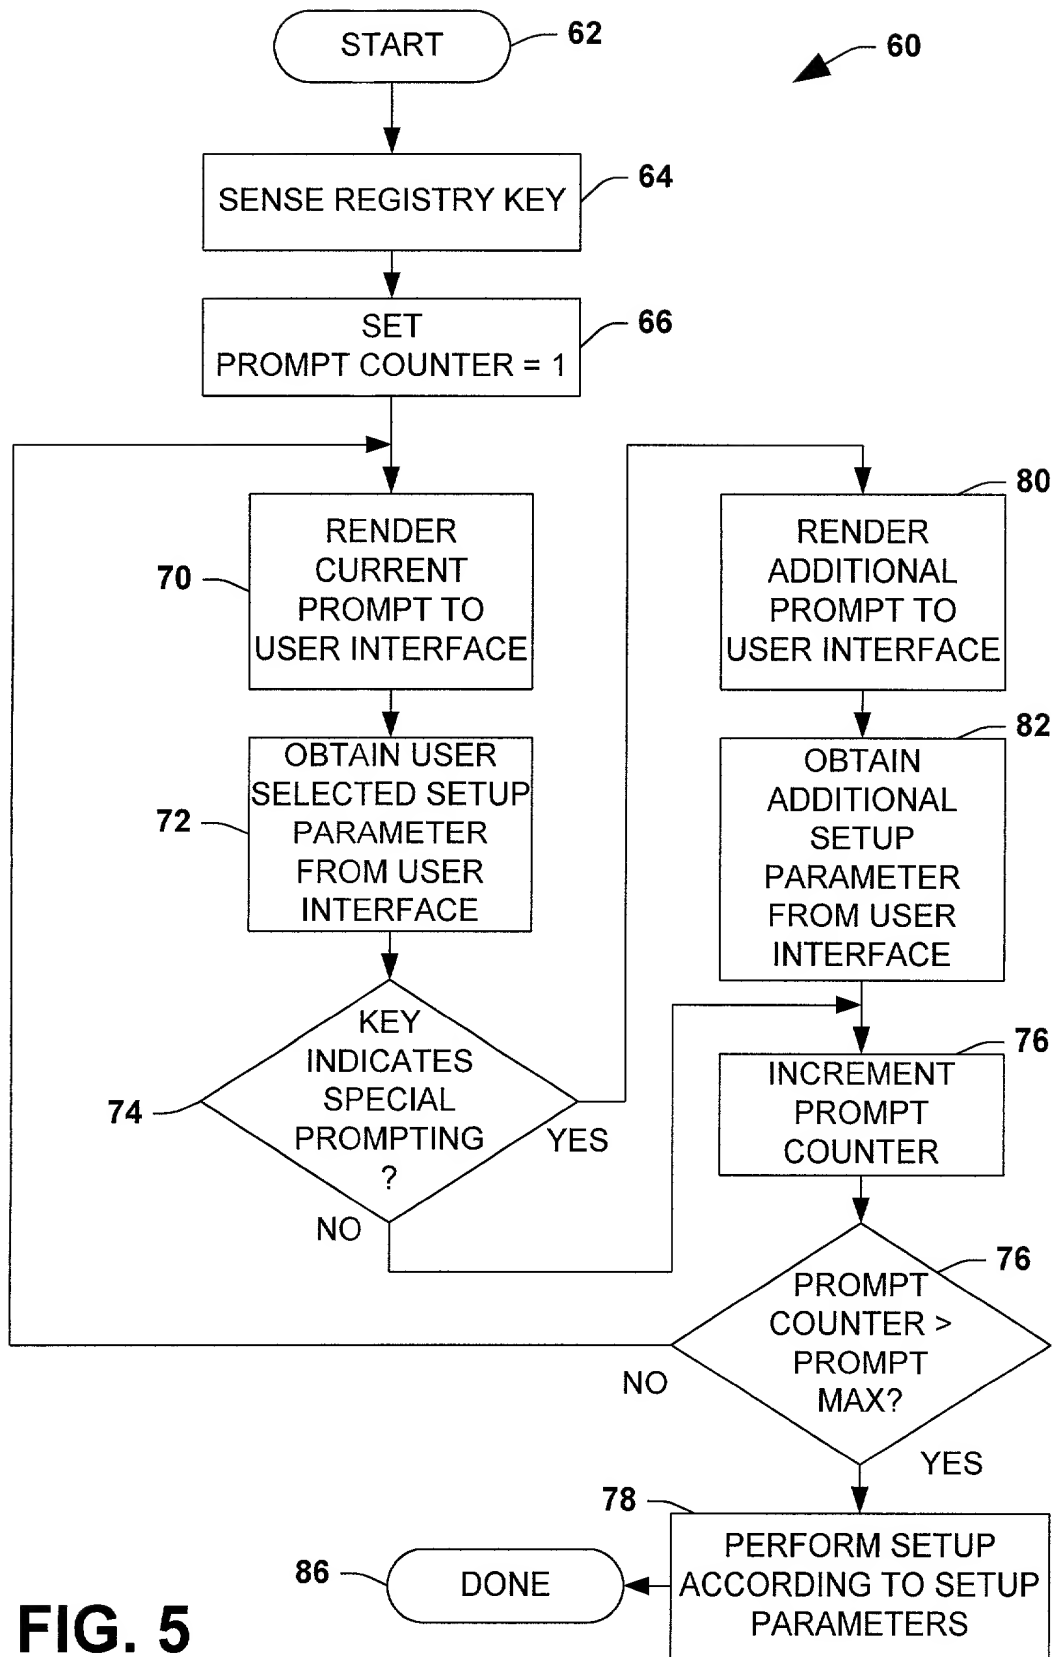 START
62
60
SENSE REGISTRY KEY
64
SET
PROMPT COUNTER = 1
66
RENDER
CURRENT
PROMPT TO
USER INTERFACE
70
OBTAIN USER
SELECTED SETUP
PARAMETER
FROM USER
INTERFACE
72
KEY
INDICATES
SPECIAL
PROMPTING
?
74
YES
NO
80
RENDER
ADDITIONAL
PROMPT TO
USER INTERFACE
82
OBTAIN
ADDITIONAL
SETUP
PARAMETER
FROM USER
INTERFACE
76
INCREMENT
PROMPT
COUNTER
76
PROMPT
COUNTER >
PROMPT
MAX?
NO
YES
78
PERFORM SETUP
ACCORDING TO SETUP
PARAMETERS
86
DONE
FIG. 5